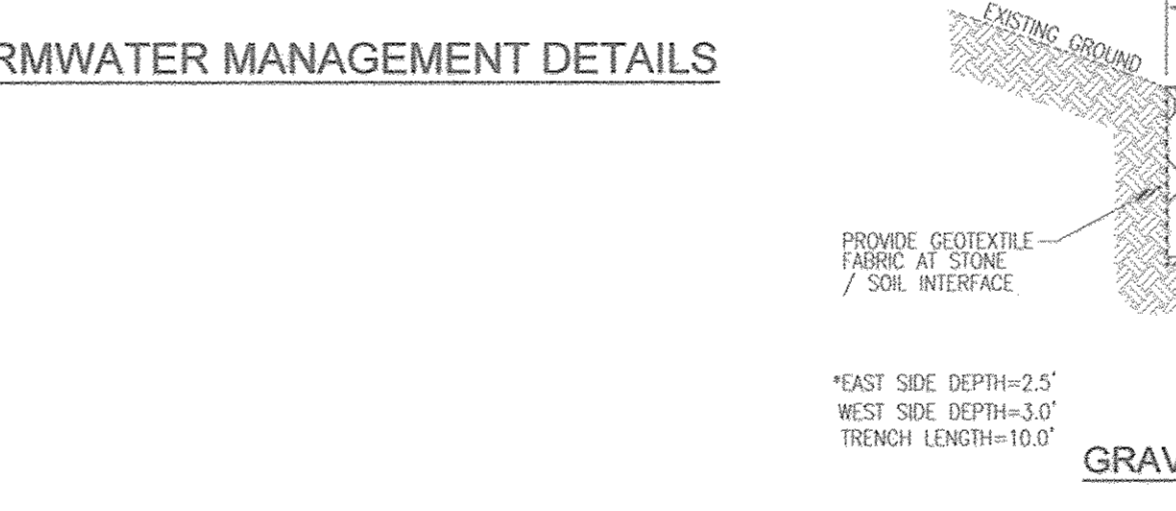 RMWATER MANAGEMENT DETAILS
EXISTING GROUND
PROVIDE GEOTEXTILE
FABRIC AT STONE
/ SOIL INTERFACE
*EAST SIDE DEPTH=2.5'
WEST SIDE DEPTH=3.0'
TRENCH LENGTH=10.0'
GRAV